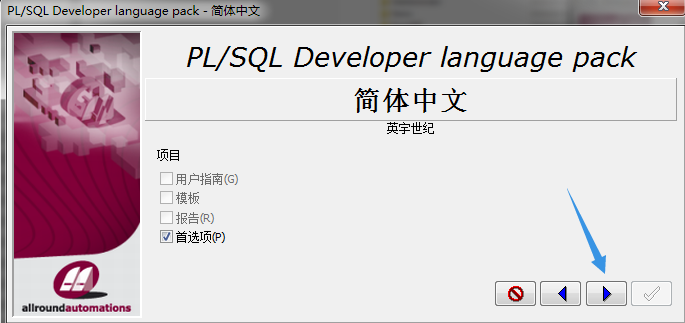 PL/SQL Developer language pack - 简体中文
PL/SQL Developer language pack
简体中文
英宇世纪
项目
用户指南(G)
模板
报告(R)
首选项(P)
allroundautomations